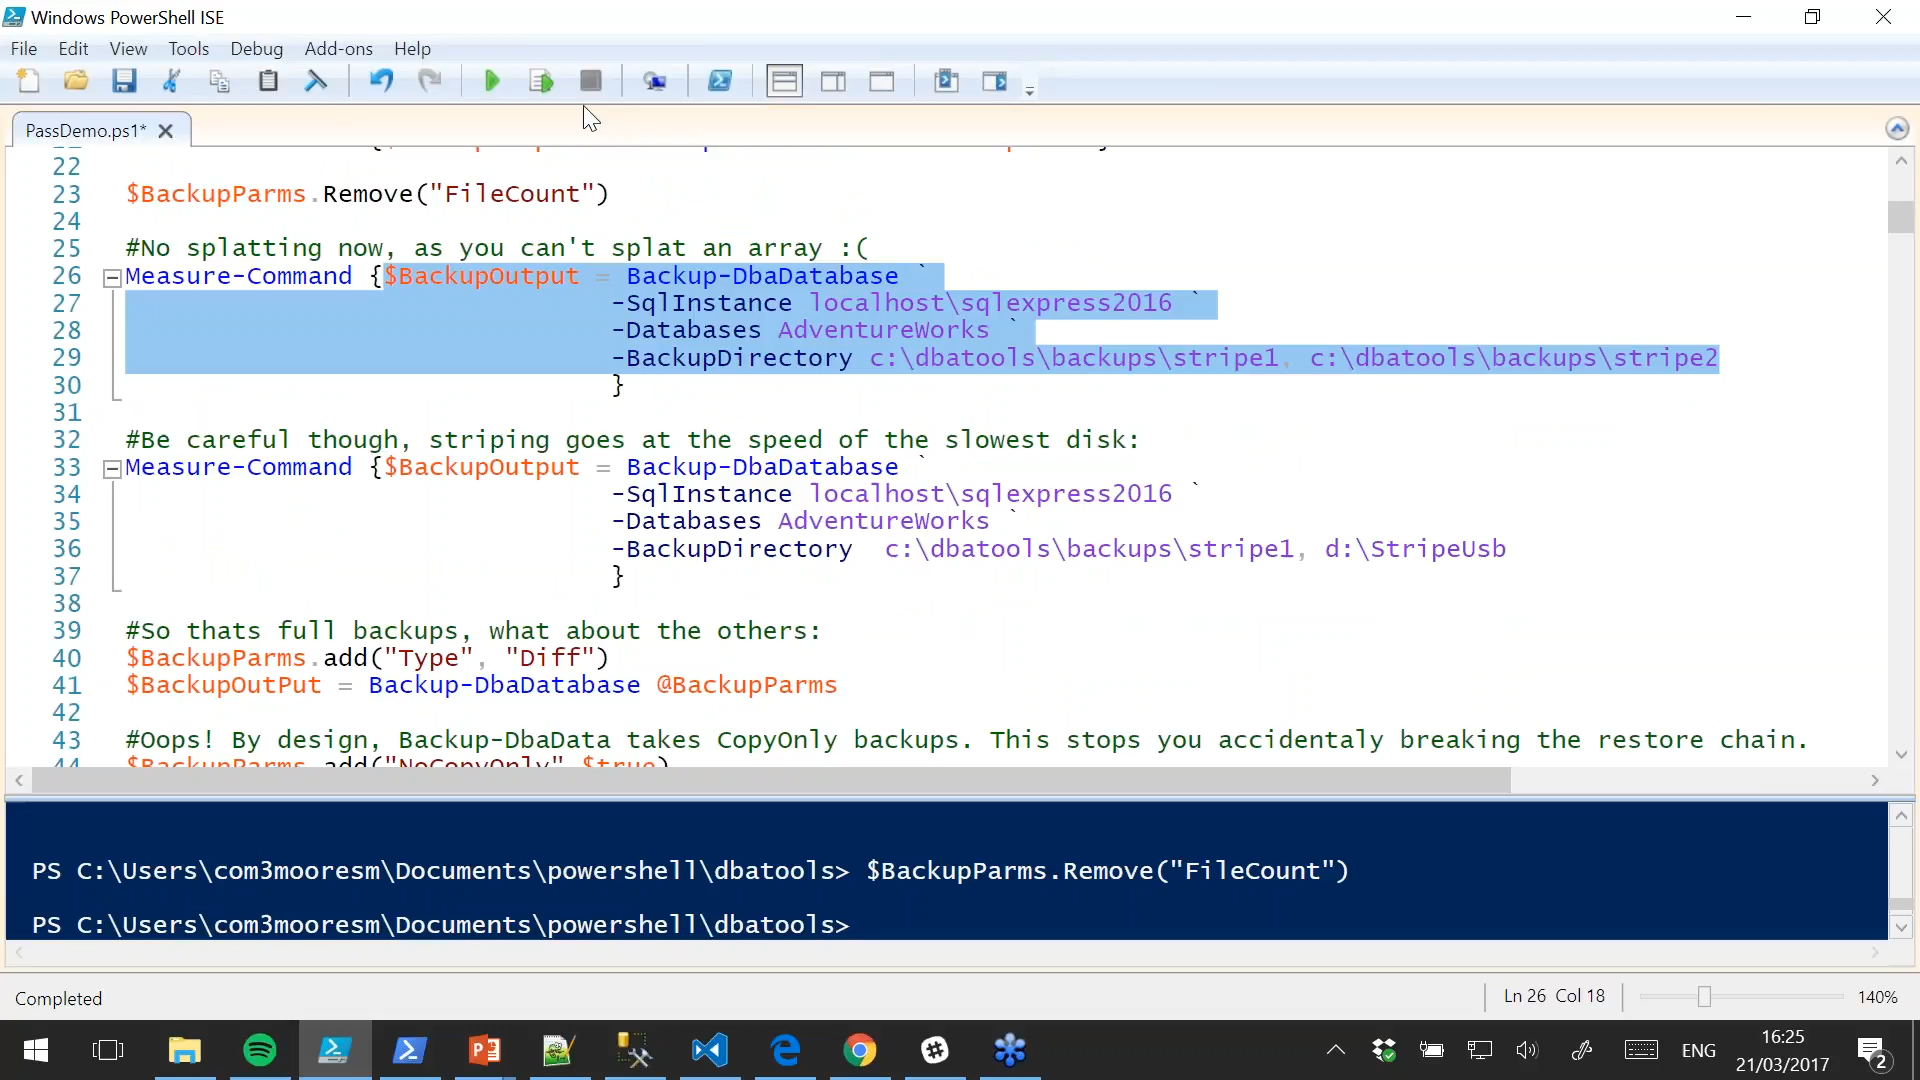 Windows PowerShell ISE
File Edit View Tools Debug Add-ons Help
PassDemo.ps1*
22
23 $BackupParms.Remove("FileCount")
24
25 #No splatting now, as you can't splat an array :(
26 Measure-Command {$BackupOutput = Backup-DbaDatabase `
27 -SqlInstance localhost\sqlexpress2016 `
28 -Databases AdventureWorks `
29 -BackupDirectory c:\dbatools\backups\stripe1, c:\dbatools\backups\stripe2
30 }
31
32 #Be careful though, striping goes at the speed of the slowest disk:
33 Measure-Command {$BackupOutput = Backup-DbaDatabase `
34 -SqlInstance localhost\sqlexpress2016 `
35 -Databases AdventureWorks `
36 -BackupDirectory c:\dbatools\backups\stripe1, d:\StripeUsb
37 }
38
39 #So thats full backups, what about the others:
40 $BackupParms.add("Type", "Diff")
41 $BackupOutPut = Backup-DbaDatabase @BackupParms
42
43 #Oops! By design, Backup-DbaData takes CopyOnly backups. This stops you accidentaly breaking the restore chain.
44 $BackupParms.add("NoCopyOnly",$true)
PS C:\Users\com3mooresm\Documents\powershell\dbatools> $BackupParms.Remove("FileCount")
PS C:\Users\com3mooresm\Documents\powershell\dbatools>
Completed
Ln 26 Col 18
140%
ENG
16:25
21/03/2017
2